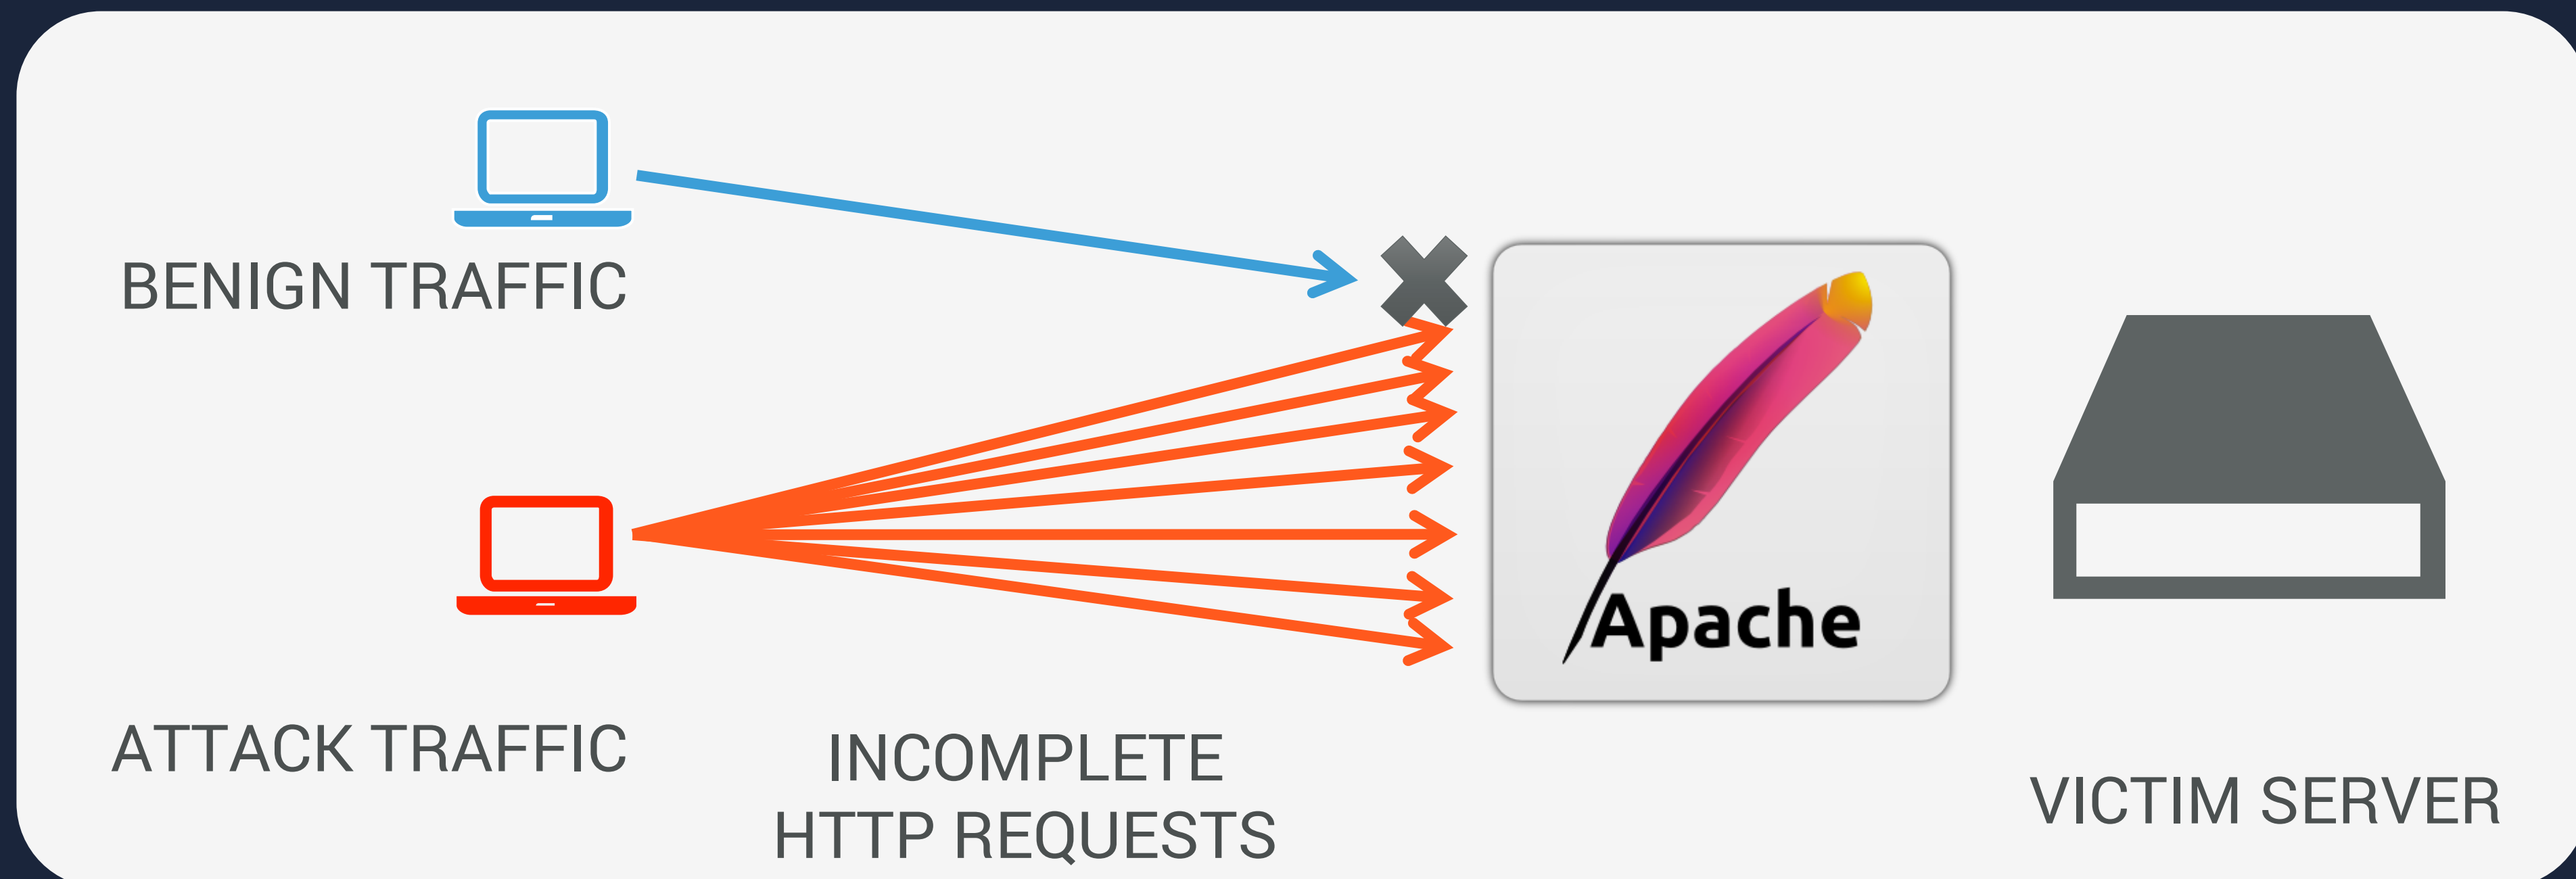 BENIGN TRAFFIC
Apache
ATTACK TRAFFIC
INCOMPLETE
HTTP REQUESTS
VICTIM SERVER